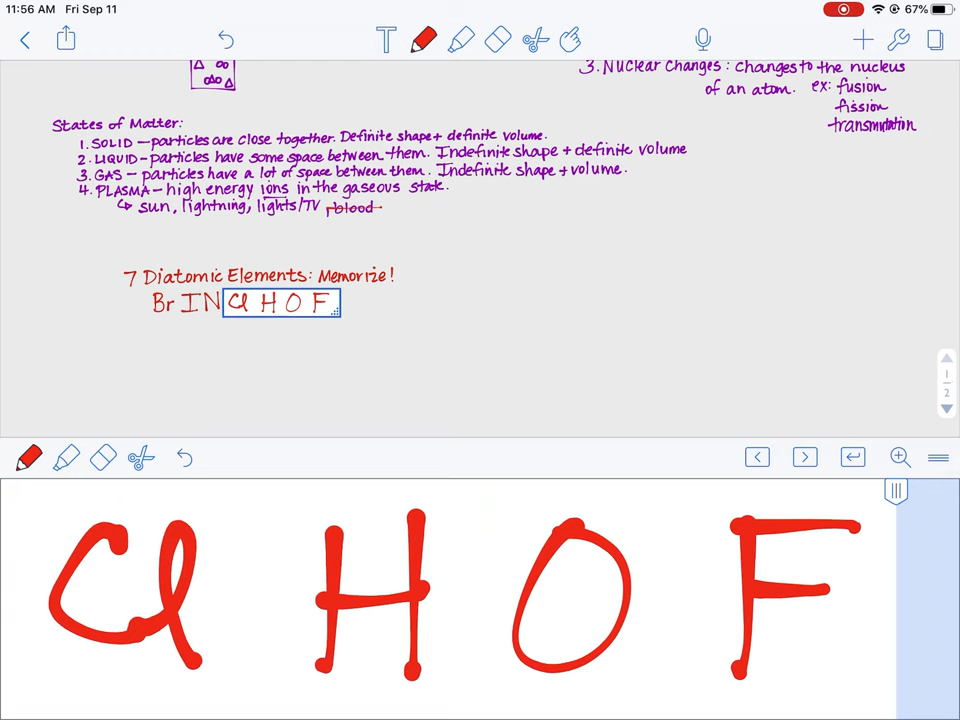 11:56 AM Fri Sep 11
67%
3. Nuclear Changes: Changes to the nucleus
of an atom. ex: fusion
fission
transmutation
States of Matter:
1. SOLID – particles are close together. Definite shape + definite volume.
2. LIQUID – particles have some space between them. Indefinite shape + definite volume
3. GAS – particles have a lot of space between them. Indefinite shape + volume.
4. PLASMA – high energy ions in the gaseous state.
↳ sun, lightning, lights/TV, blood
7 Diatomic Elements: Memorize!
Br I N Cl H O F
1
2
Cl H O F